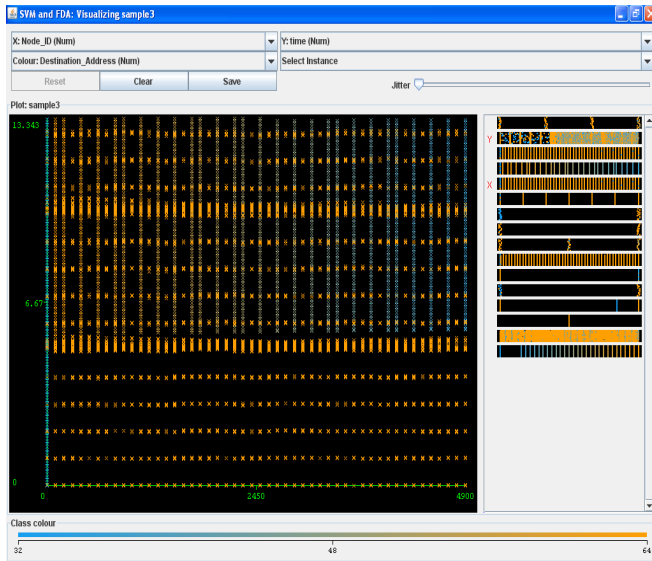 SVM and FDA: Visualizing sample3
X: Node_ID (Num)
Y: time (Num)
Colour: Destination_Address (Num)
Select Instance
Reset
Clear
Save
Jitter
Plot: sample3
13.343
6.67
0
0
2450
4900
Y
X
Class colour
32
48
64